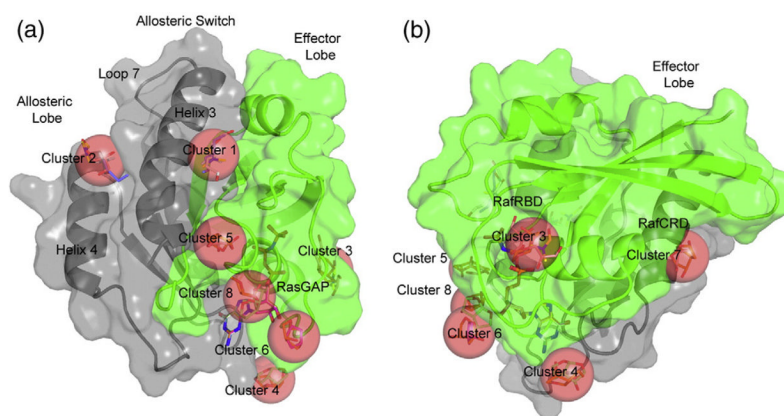 (a)
Allosteric Switch
Effector
Lobe
Loop 7
Allosteric
Lobe
Helix 3
Cluster 2
Cluster 1
Cluster 5
Cluster 3
Helix 4
Cluster 8
RasGAP
Cluster 6
Cluster 4
(b)
Effector
Lobe
RafRBD
RafCRD
Cluster 3
Cluster 7
Cluster 5
Cluster 8
Cluster 6
Cluster 4